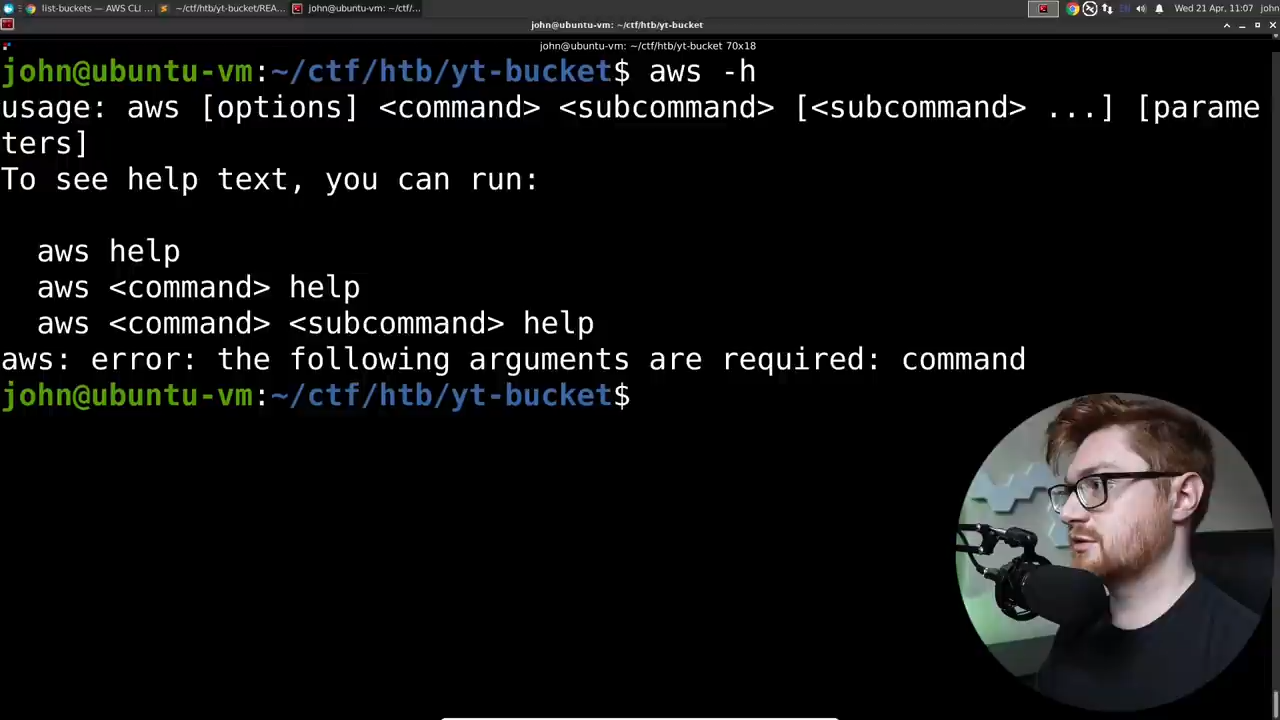 list-buckets — AWS CLI ...
~/ctf/htb/yt-bucket/REA...
john@ubuntu-vm: ~/ctf/...
EN
Wed 21 Apr, 11:07
john
john@ubuntu-vm: ~/ctf/htb/yt-bucket
john@ubuntu-vm: ~/ctf/htb/yt-bucket 70x18
john@ubuntu-vm:~/ctf/htb/yt-bucket$ aws -h
usage: aws [options] <command> <subcommand> [<subcommand> ...] [parame
ters]
To see help text, you can run:
aws help
aws <command> help
aws <command> <subcommand> help
aws: error: the following arguments are required: command
john@ubuntu-vm:~/ctf/htb/yt-bucket$